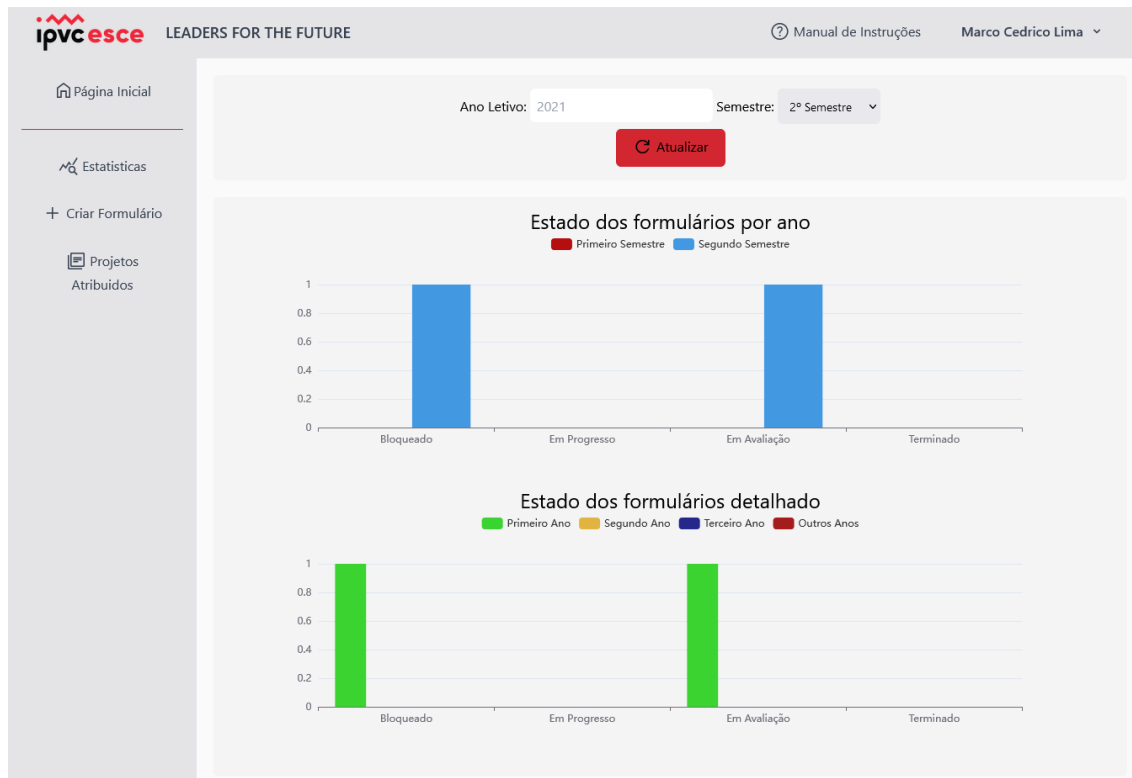 ipvc esce LEADERS FOR THE FUTURE
Manual de Instruções
Marco Cedrico Lima
Página Inicial
Estatisticas
Criar Formulário
Projetos
Atribuidos
Ano Letivo: 2021 Semestre: 2º Semestre
Atualizar
Estado dos formulários por ano
Primeiro Semestre Segundo Semestre
1
0.8
0.6
0.4
0.2
0
Bloqueado Em Progresso Em Avaliação Terminado
Estado dos formulários detalhado
Primeiro Ano Segundo Ano Terceiro Ano Outros Anos
1
0.8
0.6
0.4
0.2
0
Bloqueado Em Progresso Em Avaliação Terminado